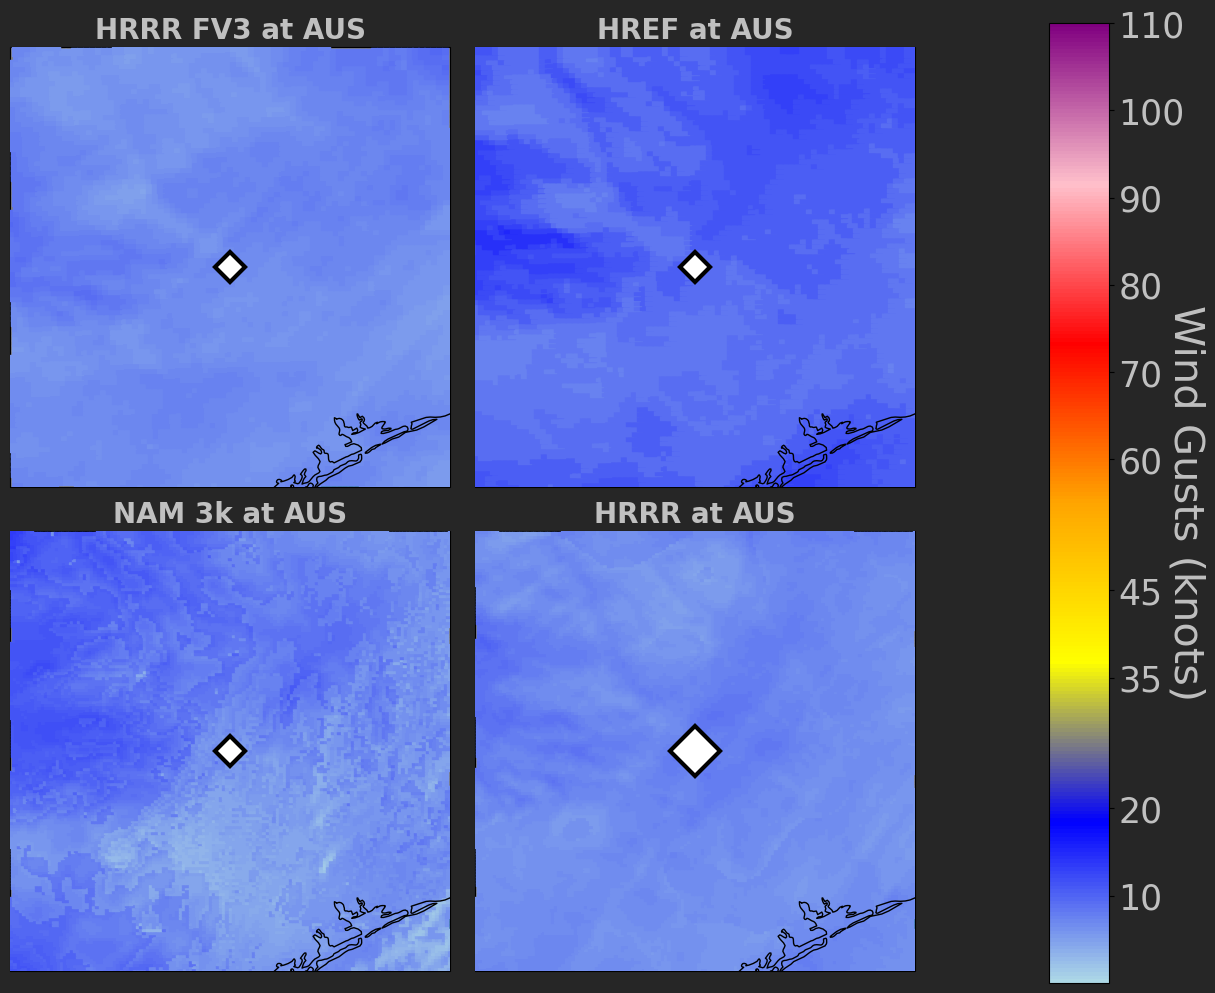 HRRR FV3 at AUS
HREF at AUS
NAM 3k at AUS
HRRR at AUS
110
100
90
80
70
60
45
35
20
10
Wind Gusts (knots)